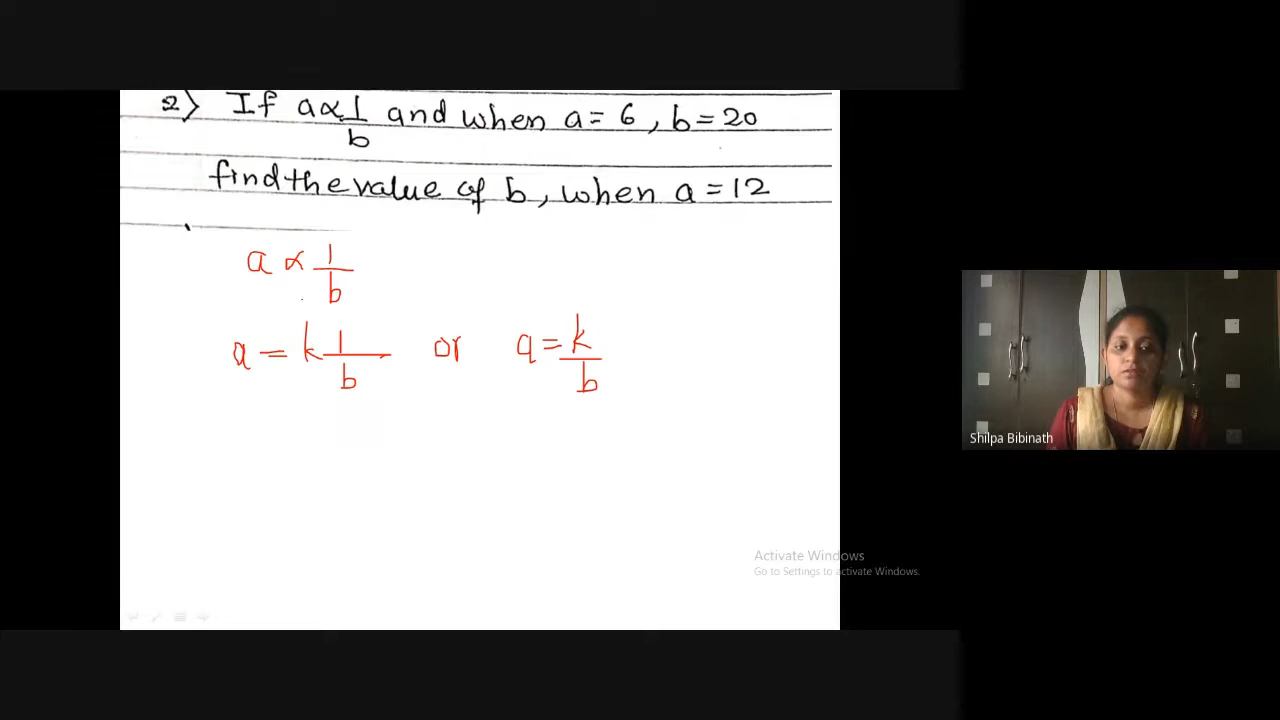 2) If a ∝ 1/b and when a = 6, b = 20
find the value of b, when a = 12
a ∝ 1/b
a = k 1/b or a = k/b
Shilpa Bibinath
Activate Windows
Go to Settings to activate Windows.